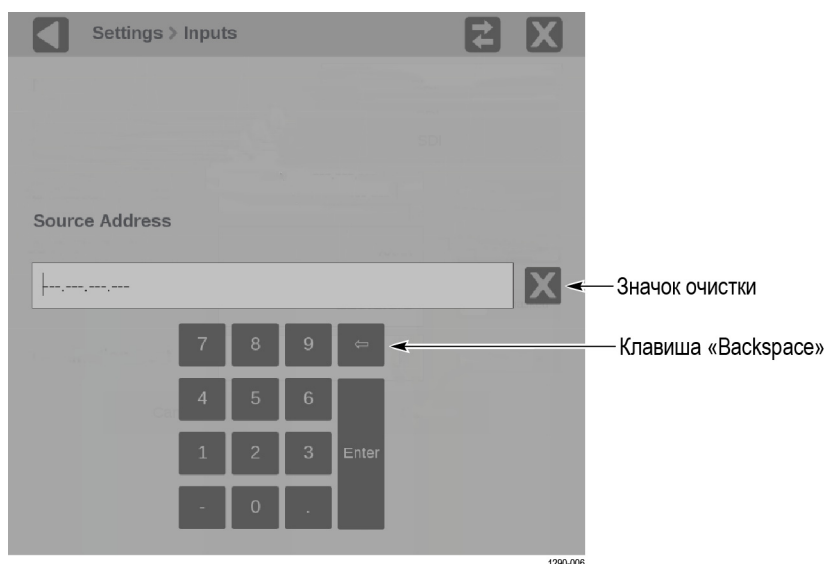 Settings > Inputs
Source Address
---.---.---.---
Значок очистки
7 8 9 ⇦
Клавиша «Backspace»
4 5 6
1 2 3 Enter
- 0 .
1290-006